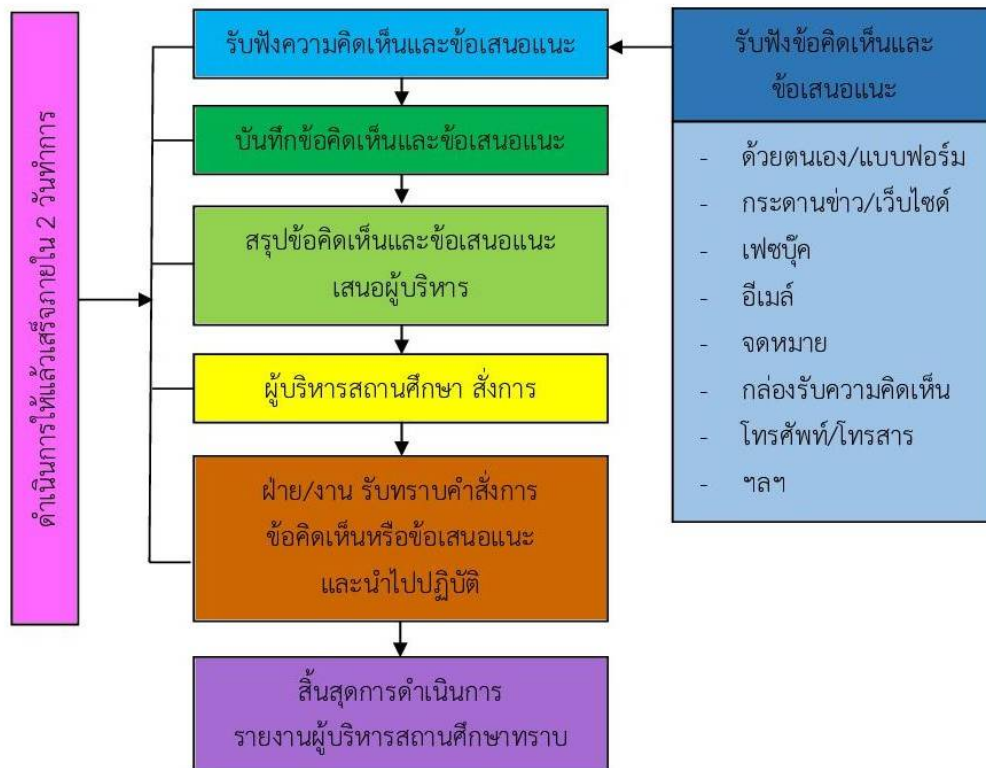 ดำเนินการให้แล้วเสร็จภายใน 2 วันทำการ
รับฟังความคิดเห็นและข้อเสนอแนะ
บันทึกข้อคิดเห็นและข้อเสนอแนะ
สรุปข้อคิดเห็นและข้อเสนอแนะ
เสนอผู้บริหาร
ผู้บริหารสถานศึกษา สั่งการ
ฝ่าย/งาน รับทราบคำสั่งการ
ข้อคิดเห็นหรือข้อเสนอแนะ
และนำไปปฏิบัติ
สิ้นสุดการดำเนินการ
รายงานผู้บริหารสถานศึกษาทราบ
รับฟังข้อคิดเห็นและ
ข้อเสนอแนะ
- ด้วยตนเอง/แบบฟอร์ม
- กระดานข่าว/เว็บไซด์
- เฟซบุ๊ค
- อีเมล์
- จดหมาย
- กล่องรับความคิดเห็น
- โทรศัพท์/โทรสาร
- ฯลฯ